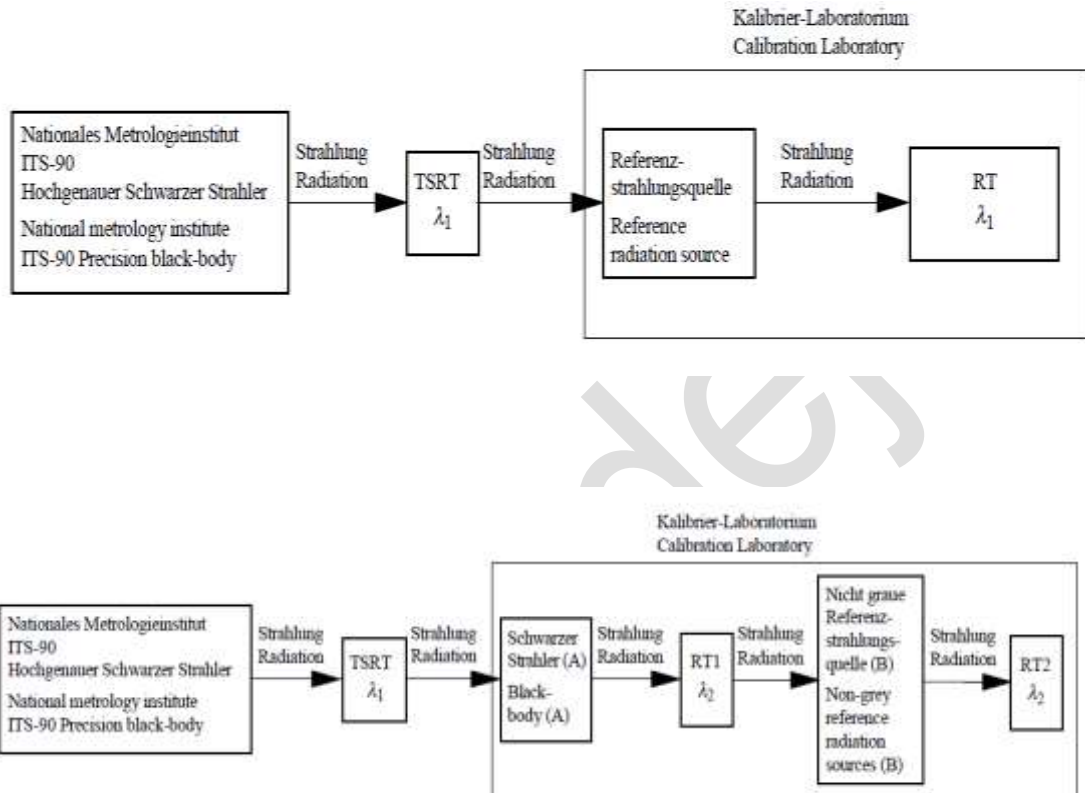 Kalibrier-Laboratorium
Calibration Laboratory
Nationales Metrologieinstitut
ITS-90
Hochgenauer Schwarzer Strahler
National metrology institute
ITS-90 Precision black-body
Strahlung
Radiation
TSRT
λ1
Strahlung
Radiation
Referenz-
strahlungsquelle
Reference
radiation source
Strahlung
Radiation
RT
λ1
Kalibrier-Laboratorium
Calibration Laboratory
Nationales Metrologieinstitut
ITS-90
Hochgenauer Schwarzer Strahler
National metrology institute
ITS-90 Precision black-body
Strahlung
Radiation
TSRT
λ1
Strahlung
Radiation
Schwarzer
Strahler (A)
Black-
body (A)
Strahlung
Radiation
RT1
λ2
Strahlung
Radiation
Nicht graue
Referenz-
strahlungs-
quelle (B)
Non-grey
reference
radiation
sources (B)
Strahlung
Radiation
RT2
λ2